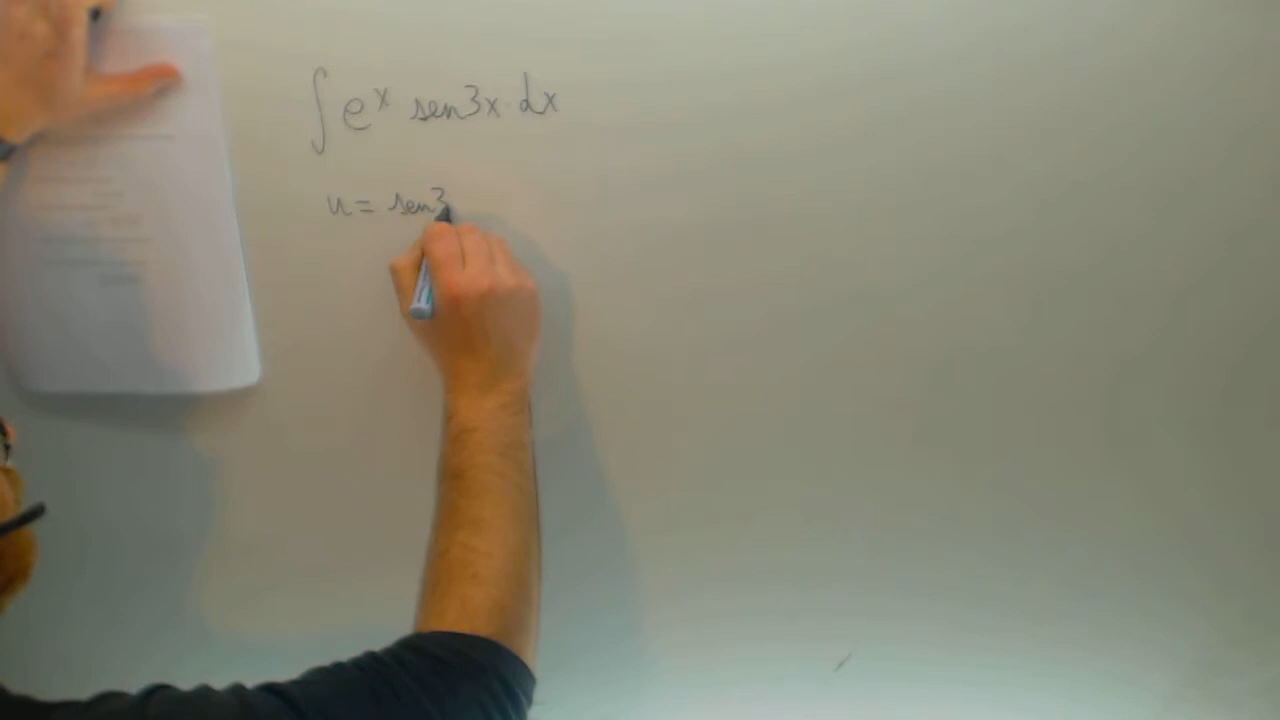 ∫ eˣ sen3x dx
u = sen3